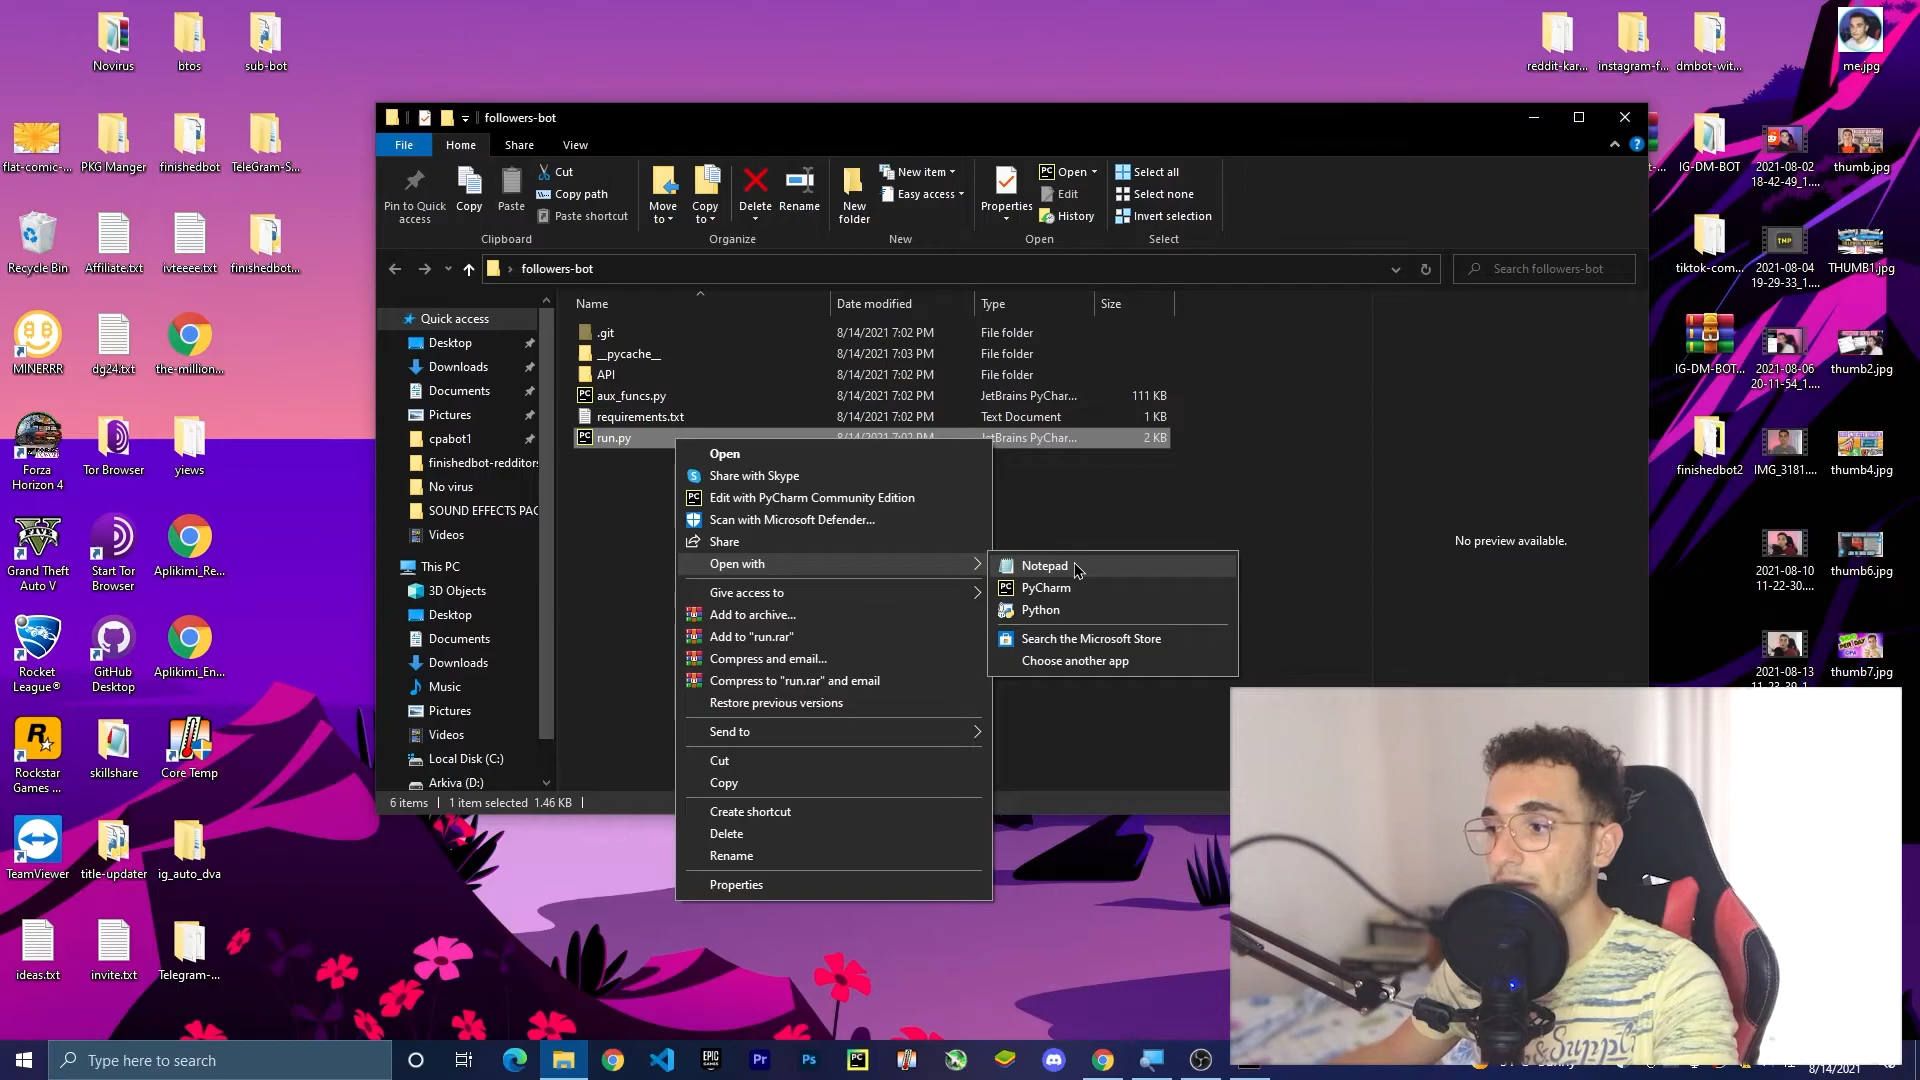 Novirus
btos
sub-bot
reddit-kar...
instagram-f...
dmbot-wit...
me.jpg
followers-bot
File
Home
Share
View
Pin to Quick access
Copy
Paste
Cut
Copy path
Paste shortcut
Clipboard
Move to
Copy to
Delete
Rename
Organize
New folder
New item
Easy access
New
Properties
Open
Edit
History
Open
Select all
Select none
Invert selection
Select
followers-bot
Search followers-bot
Name
Date modified
Type
Size
.git
8/14/2021 7:02 PM
File folder
__pycache__
8/14/2021 7:03 PM
File folder
API
8/14/2021 7:02 PM
File folder
aux_funcs.py
8/14/2021 7:02 PM
JetBrains PyChar...
111 KB
requirements.txt
8/14/2021 7:02 PM
Text Document
1 KB
run.py
8/14/2021 7:02 PM
JetBrains PyChar...
2 KB
Quick access
Desktop
Downloads
Documents
Pictures
cpabot1
finishedbot-redditor
No virus
SOUND EFFECTS PAC
Videos
This PC
3D Objects
Desktop
Documents
Downloads
Music
Pictures
Videos
Local Disk (C:)
Arkiva (D:)
6 items
1 item selected 1.46 KB
No preview available.
Open
Share with Skype
Edit with PyCharm Community Edition
Scan with Microsoft Defender...
Share
Open with
Give access to
Add to archive...
Add to "run.rar"
Compress and email...
Compress to "run.rar" and email
Restore previous versions
Send to
Cut
Copy
Create shortcut
Delete
Rename
Properties
Notepad
PyCharm
Python
Search the Microsoft Store
Choose another app
flat-comic-...
PKG Manger
finishedbot
TeleGram-S...
Recycle Bin
Affiliate.txt
ivteeee.txt
finishedbot...
MINERRR
dg24.txt
the-million...
Forza Horizon 4
Tor Browser
yiews
Grand Theft Auto V
Start Tor Browser
Aplikimi_Re...
Rocket League®
GitHub Desktop
Aplikimi_En...
Rockstar Games ...
skillshare
Core Temp
TeamViewer
title-updater
ig_auto_dva
ideas.txt
invite.txt
Telegram-...
IG-DM-BOT
2021-08-02 18-42-49_1....
thumb.jpg
tiktok-com...
2021-08-04 19-29-33_1....
THUMB1.jpg
IG-DM-BOT...
2021-08-06 20-11-54_1....
thumb2.jpg
finishedbot2
IMG_3181....
thumb4.jpg
2021-08-10 11-22-30....
thumb6.jpg
2021-08-13
thumb7.jpg
Type here to search
8/14/2021